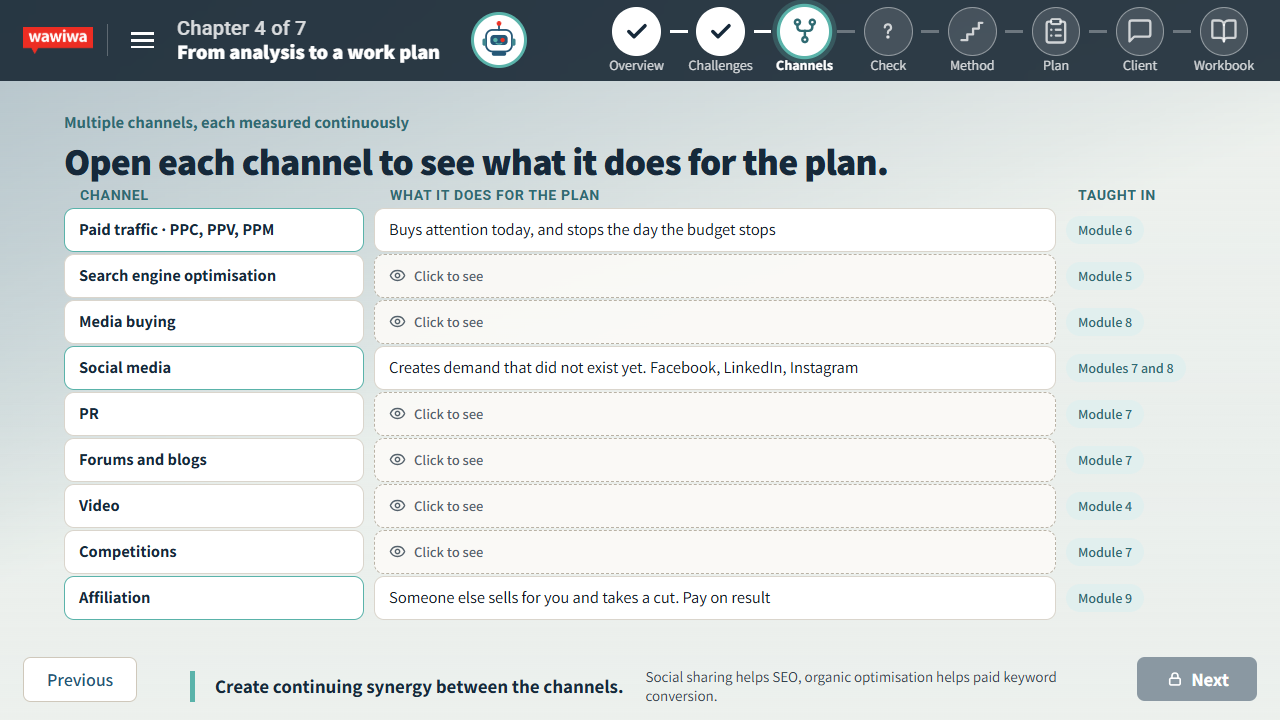 wawiwa
Chapter 4 of 7
From analysis to a work plan
Overview
Challenges
Channels
?
Check
Method
Plan
Client
Workbook
Multiple channels, each measured continuously
Open each channel to see what it does for the plan.
CHANNEL WHAT IT DOES FOR THE PLAN TAUGHT IN
Paid traffic · PPC, PPV, PPM Buys attention today, and stops the day the budget stops Module 6
Search engine optimisation Click to see Module 5
Media buying Click to see Module 8
Social media Creates demand that did not exist yet. Facebook, LinkedIn, Instagram Modules 7 and 8
PR Click to see Module 7
Forums and blogs Click to see Module 7
Video Click to see Module 4
Competitions Click to see Module 7
Affiliation Someone else sells for you and takes a cut. Pay on result Module 9
Previous
Create continuing synergy between the channels.
Social sharing helps SEO, organic optimisation helps paid keyword
conversion.
Next